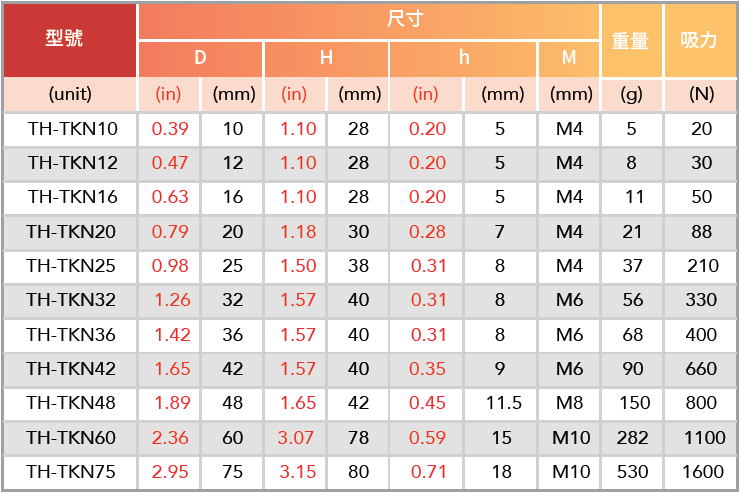 型號 尺寸 重量 吸力
D H h M
(unit) (in) (mm) (in) (mm) (in) (mm) (mm) (g) (N)
TH-TKN10 0.39 10 1.10 28 0.20 5 M4 5 20
TH-TKN12 0.47 12 1.10 28 0.20 5 M4 8 30
TH-TKN16 0.63 16 1.10 28 0.20 5 M4 11 50
TH-TKN20 0.79 20 1.18 30 0.28 7 M4 21 88
TH-TKN25 0.98 25 1.50 38 0.31 8 M4 37 210
TH-TKN32 1.26 32 1.57 40 0.31 8 M6 56 330
TH-TKN36 1.42 36 1.57 40 0.31 8 M6 68 400
TH-TKN42 1.65 42 1.57 40 0.35 9 M6 90 660
TH-TKN48 1.89 48 1.65 42 0.45 11.5 M8 150 800
TH-TKN60 2.36 60 3.07 78 0.59 15 M10 282 1100
TH-TKN75 2.95 75 3.15 80 0.71 18 M10 530 1600